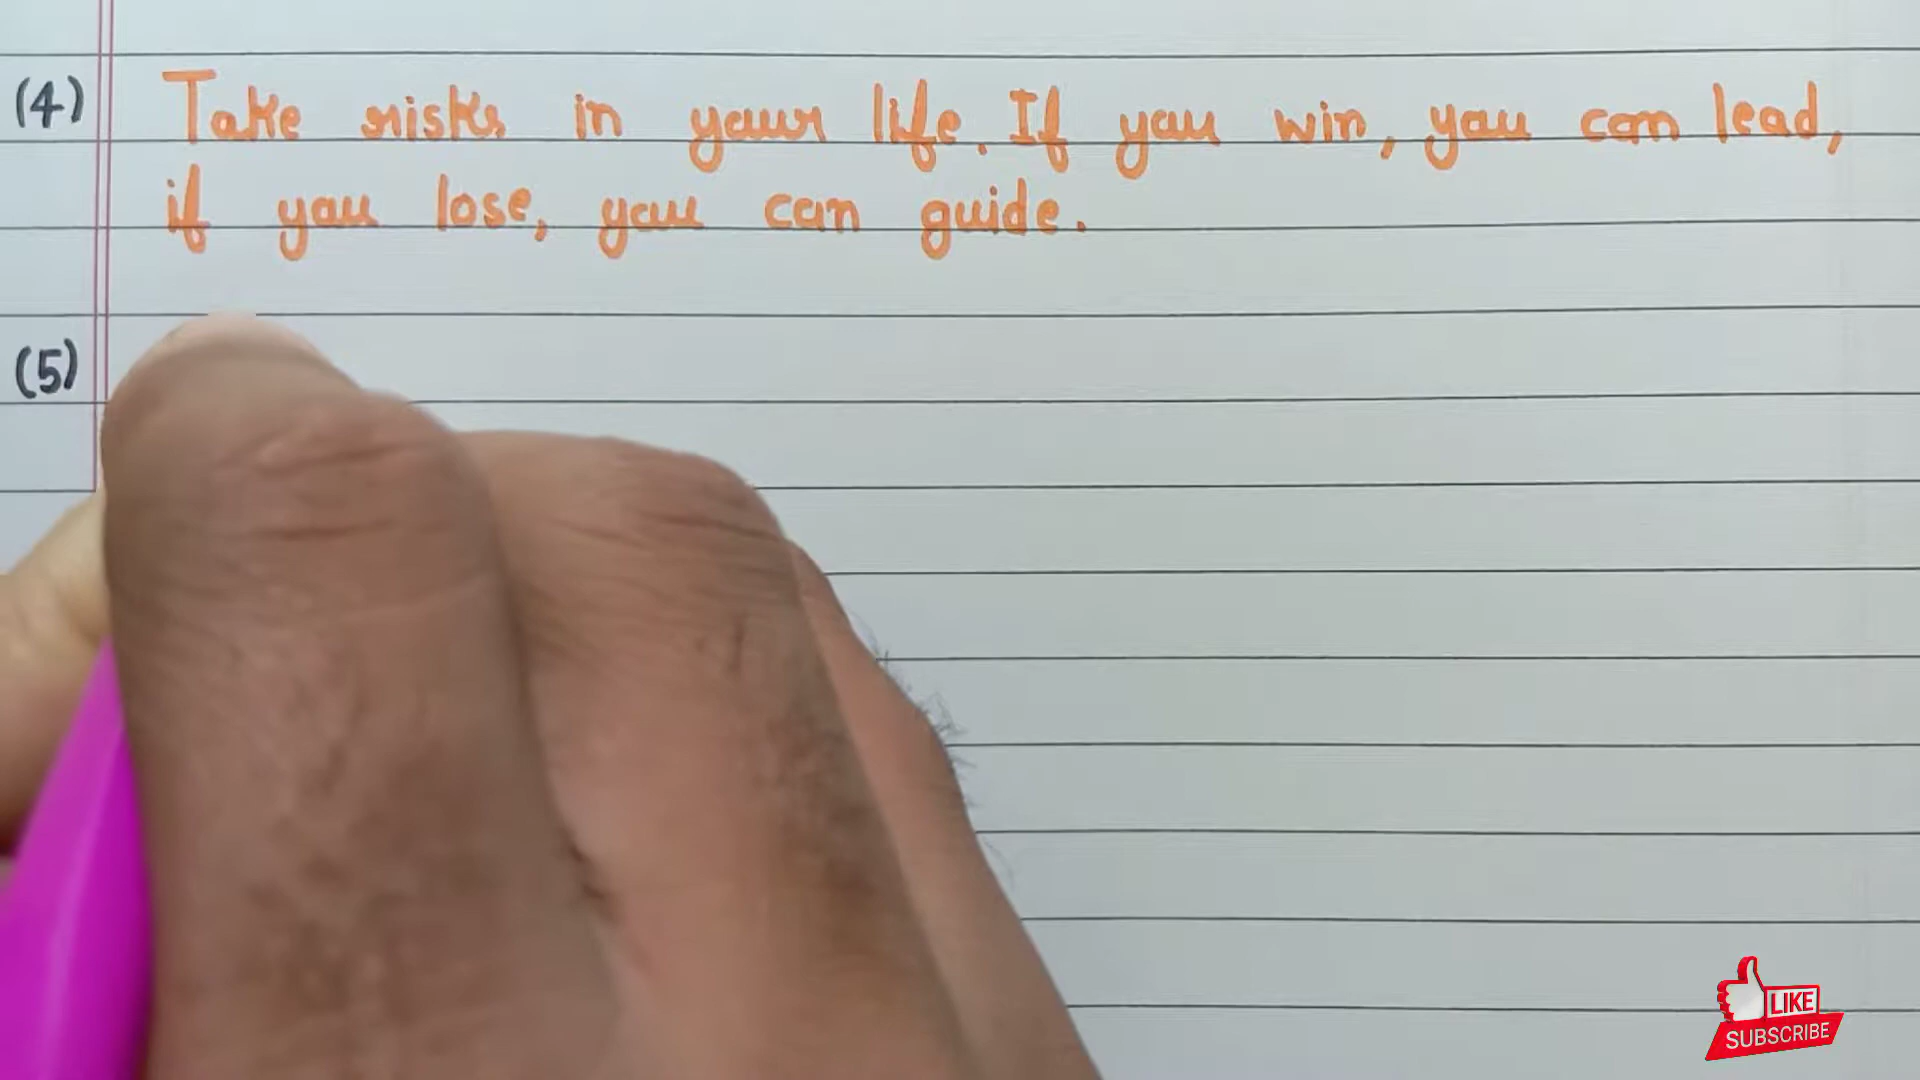 (4) Take risks in your life. If you win, you can lead,
if you lose, you can guide.
(5)
LIKE
SUBSCRIBE